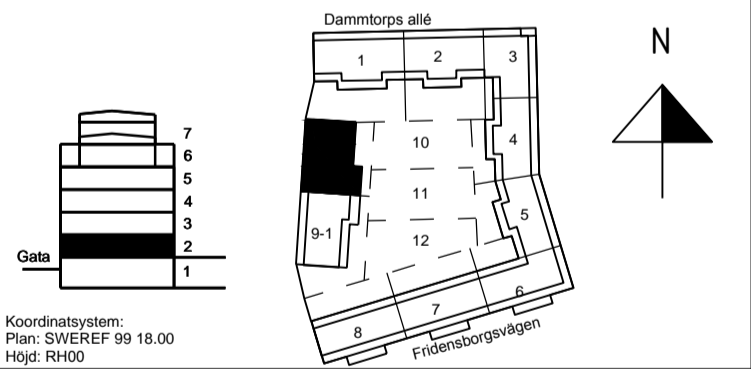 Dammtorps allé
N
1
2
3
4
5
6
7
8
9-1
10
11
12
Fridensborgsvägen
7
6
5
4
3
2
1
Gata
Koordinatsystem:
Plan: SWEREF 99 18.00
Höjd: RH00